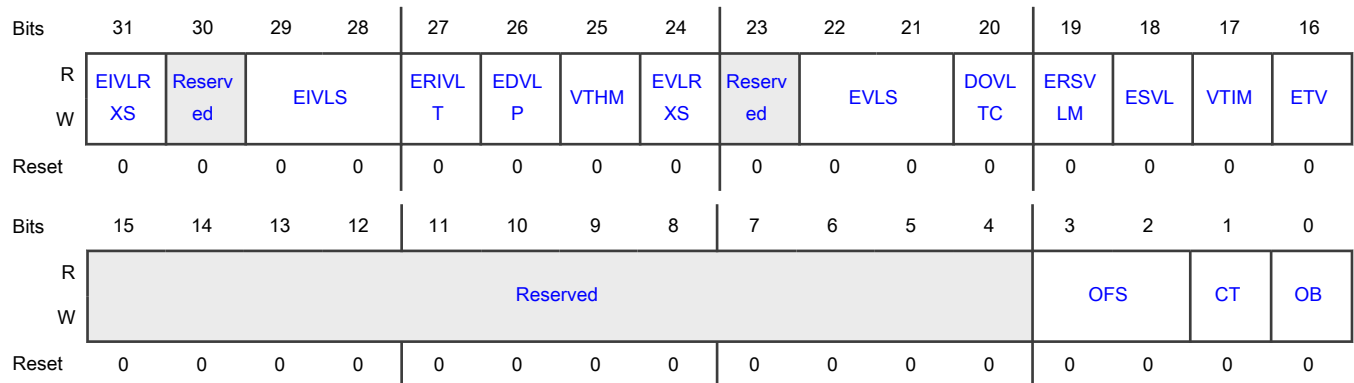 Bits 31 30 29 28 27 26 25 24 23 22 21 20 19 18 17 16
R
W
EIVLR
XS
Reserv
ed
EIVLS
ERIVL
T
EDVL
P
VTHM
EVLR
XS
Reserv
ed
EVLS
DOVL
TC
ERSV
LM
ESVL
VTIM
ETV
Reset 0 0 0 0 0 0 0 0 0 0 0 0 0 0 0 0
Bits 15 14 13 12 11 10 9 8 7 6 5 4 3 2 1 0
R
W
Reserved
OFS
CT
OB
Reset 0 0 0 0 0 0 0 0 0 0 0 0 0 0 0 0